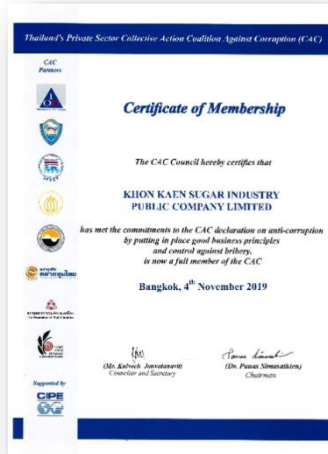 Thailand's Private Sector Collective Action Coalition Against Corruption (CAC)
CAC
Partners
Certificate of Membership
The CAC Council hereby certifies that
KHON KAEN SUGAR INDUSTRY
PUBLIC COMPANY LIMITED
has met the commitments to the CAC declaration on anti-corruption
by putting in place good business principles
and control against bribery,
is now a full member of the CAC
Bangkok, 4th November 2019
(Mr. Kulvech Janvatanavit)
Councilor and Secretary
(Dr. Panas Simasathien)
Chairman
Supported by
CIPE